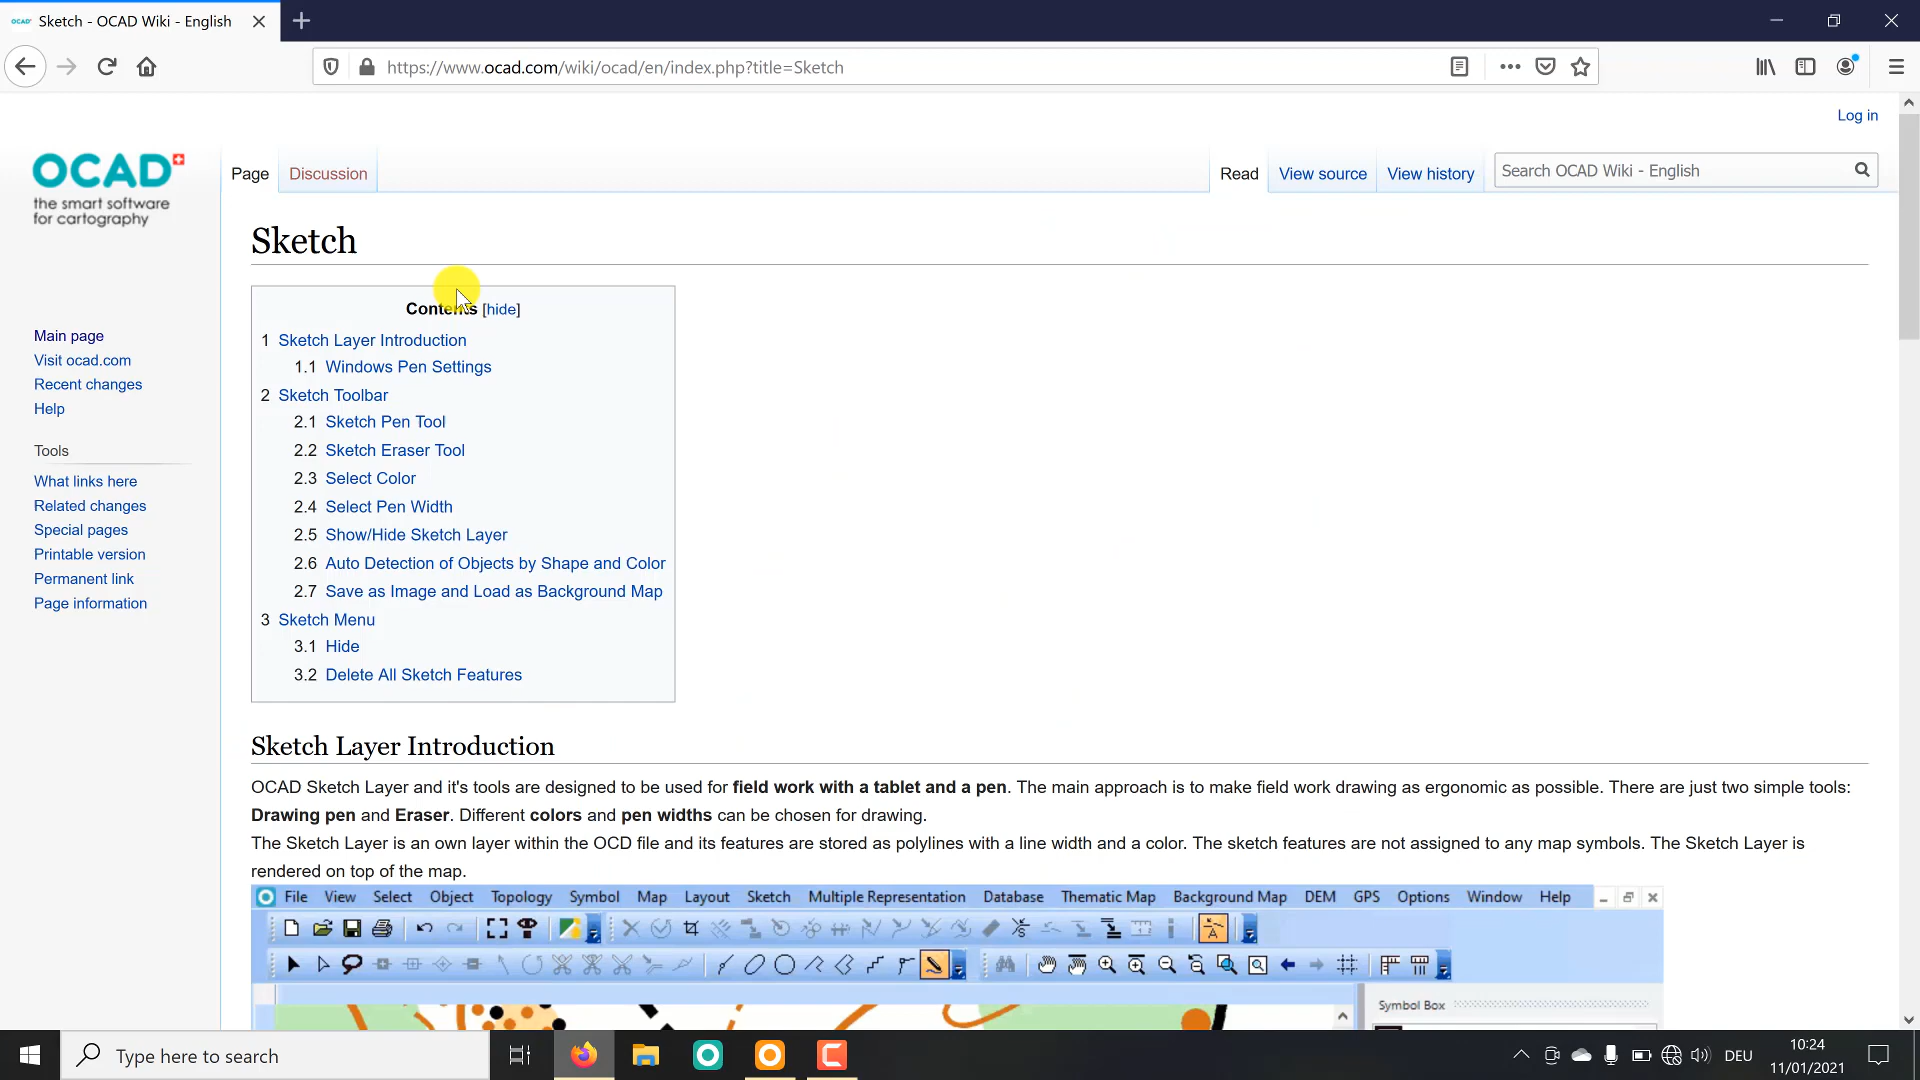 OCAD Sketch - OCAD Wiki - English
https://www.ocad.com/wiki/ocad/en/index.php?title=Sketch
Log in
OCAD
the smart software
for cartography
Page
Discussion
Read
View source
View history
Search OCAD Wiki - English
Sketch
Contents [hide]
1 Sketch Layer Introduction
1.1 Windows Pen Settings
2 Sketch Toolbar
2.1 Sketch Pen Tool
2.2 Sketch Eraser Tool
2.3 Select Color
2.4 Select Pen Width
2.5 Show/Hide Sketch Layer
2.6 Auto Detection of Objects by Shape and Color
2.7 Save as Image and Load as Background Map
3 Sketch Menu
3.1 Hide
3.2 Delete All Sketch Features
Main page
Visit ocad.com
Recent changes
Help
Tools
What links here
Related changes
Special pages
Printable version
Permanent link
Page information
Sketch Layer Introduction
OCAD Sketch Layer and it's tools are designed to be used for field work with a tablet and a pen. The main approach is to make field work drawing as ergonomic as possible. There are just two simple tools:
Drawing pen and Eraser. Different colors and pen widths can be chosen for drawing.
The Sketch Layer is an own layer within the OCD file and its features are stored as polylines with a line width and a color. The sketch features are not assigned to any map symbols. The Sketch Layer is
rendered on top of the map.
File View Select Object Topology Symbol Map Layout Sketch Multiple Representation Database Thematic Map Background Map DEM GPS Options Window Help
Symbol Box
Type here to search
DEU
10:24
11/01/2021